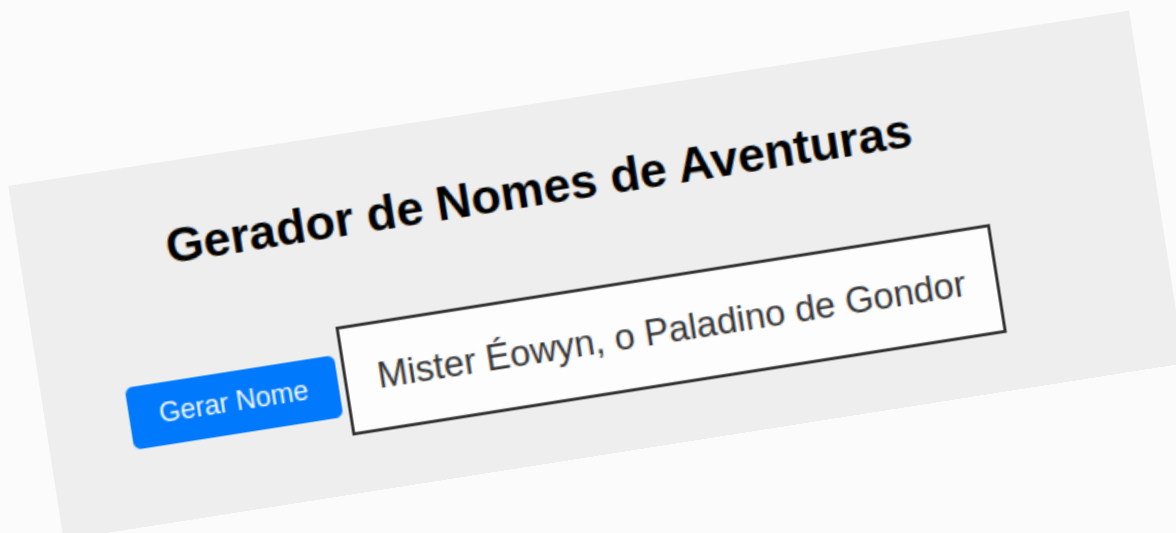 Gerador de Nomes de Aventuras
Gerar Nome
Mister Éowyn, o Paladino de Gondor